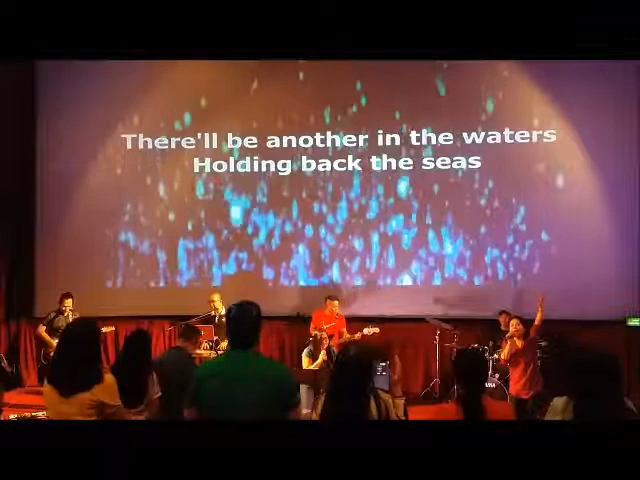 There'll be another in the waters
Holding back the seas